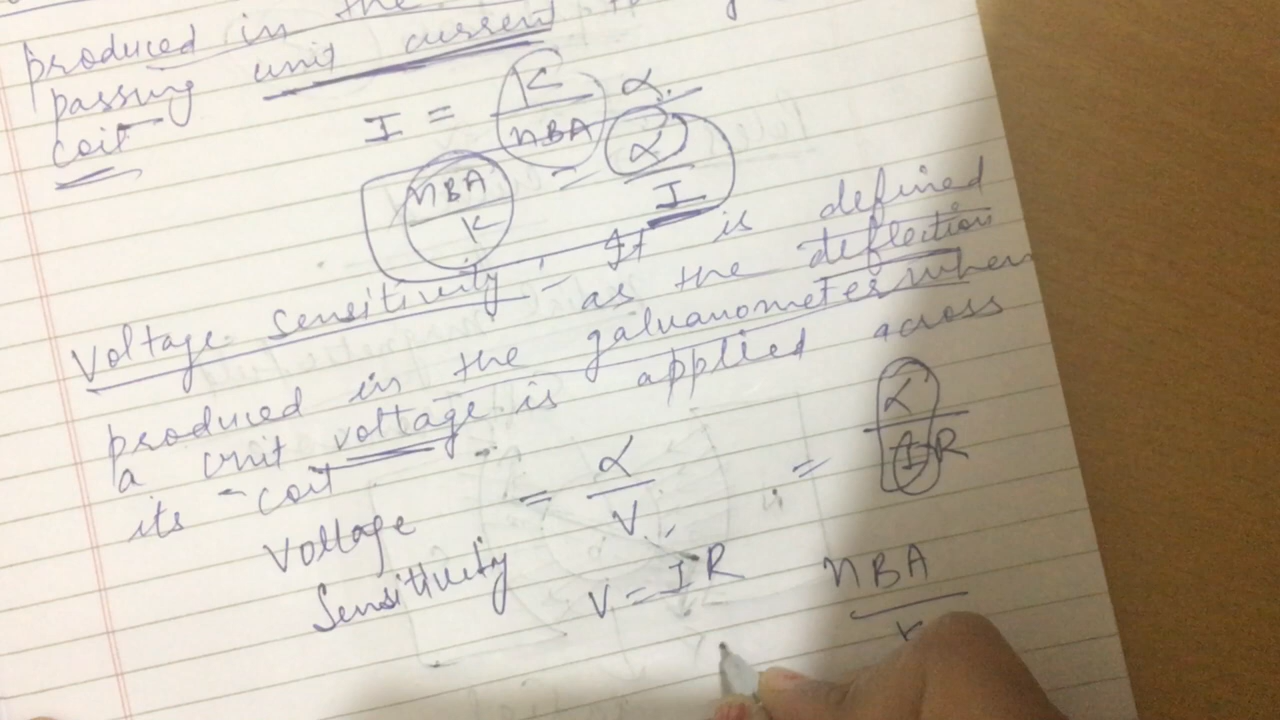 produced in the
passing unit current
coil
I = K/nBA α
nBA/K = α/I
Voltage sensitivity :- It is defined
as the deflection
produced in the galvanometer when
a unit voltage is applied across
its coil
Voltage Sensitivity = α/V = α/IR
V = IR
nBA